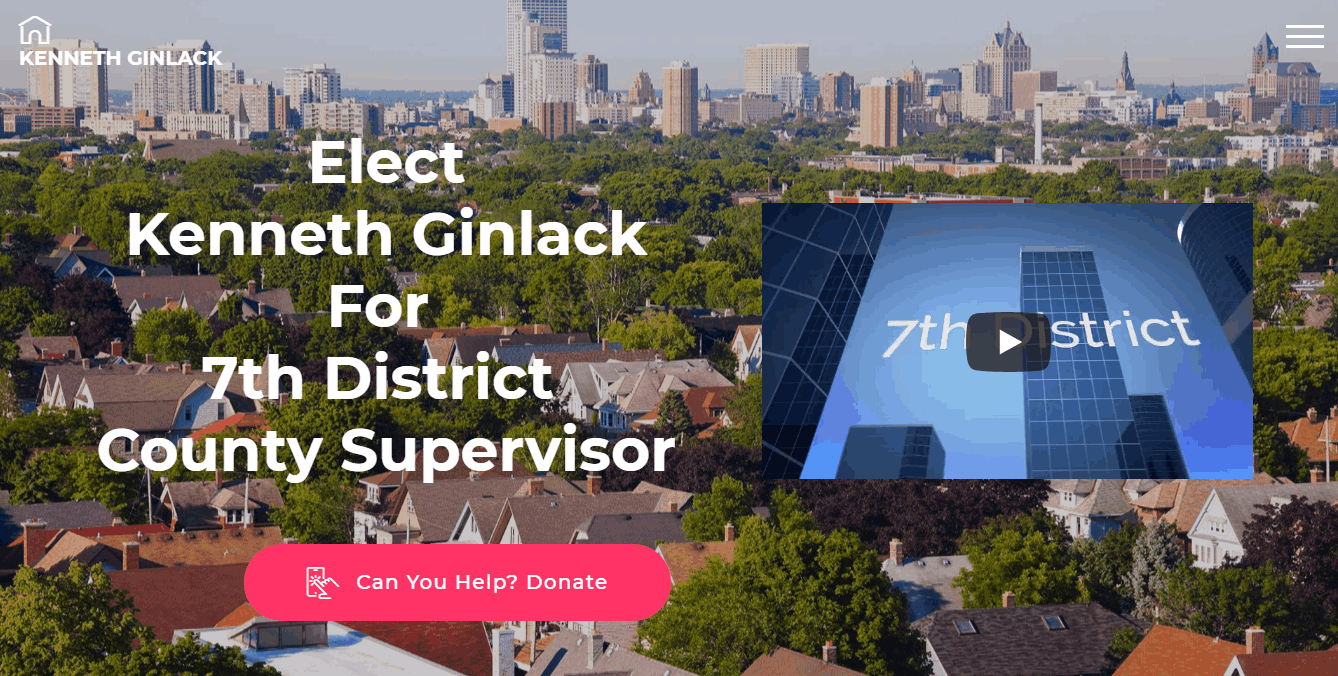 KENNETH GINLACK
Elect
Kenneth Ginlack
For
7th District
County Supervisor
7th District
Can You Help? Donate